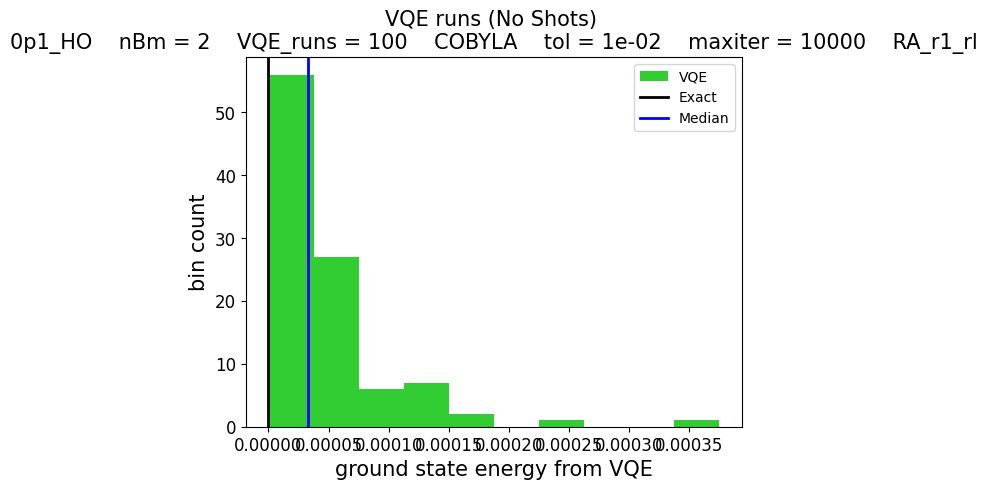 VQE runs (No Shots)
0p1_HO    nBm = 2    VQE_runs = 100    COBYLA    tol = 1e-02    maxiter = 10000    RA_r1_rl
VQE
Exact
Median
bin count
50
40
30
20
10
0
0.00000 0.00005 0.00010 0.00015 0.00020 0.00025 0.00030 0.00035
ground state energy from VQE